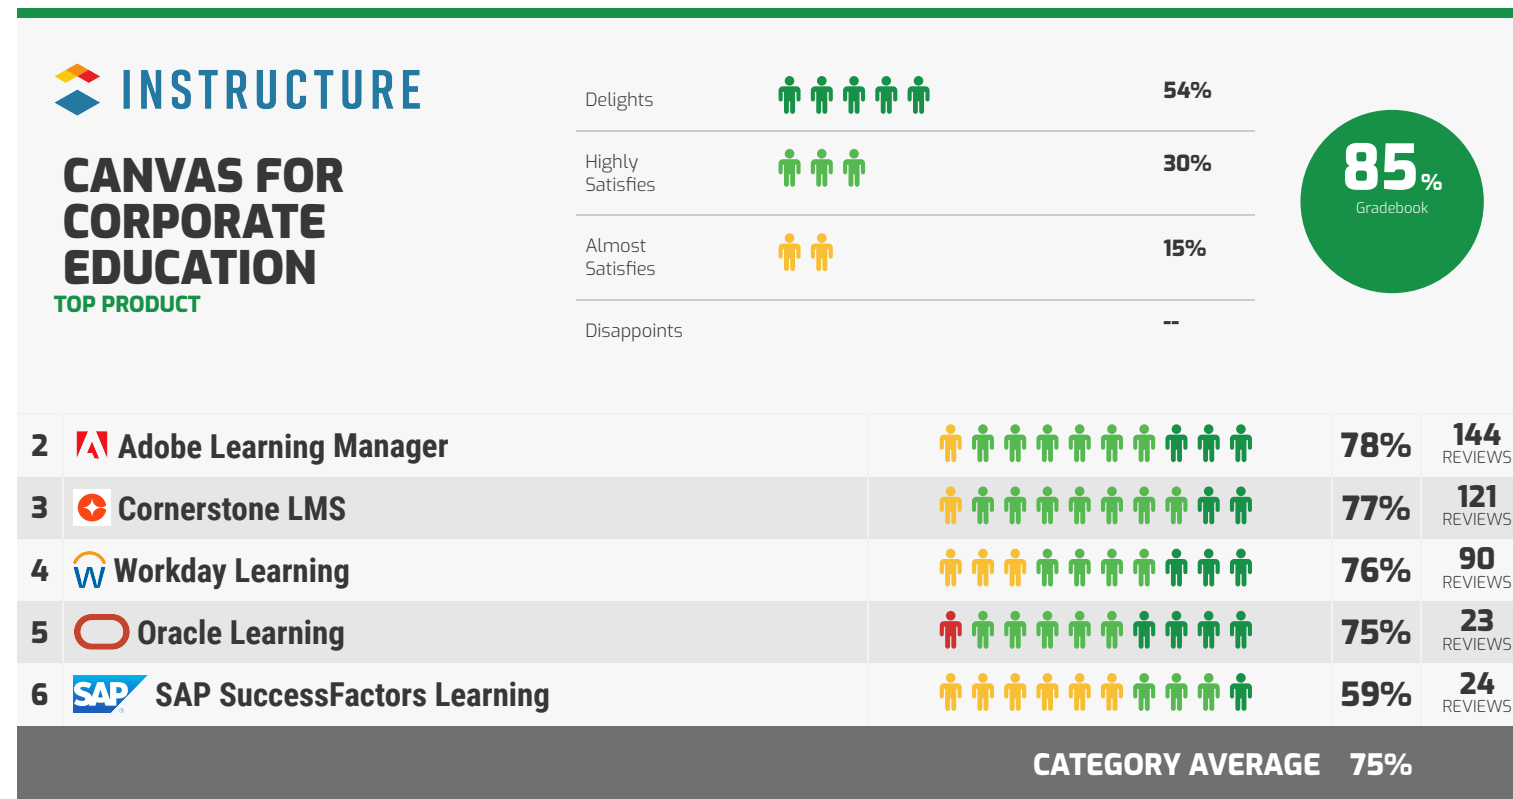 INSTRUCTURE
CANVAS FOR
CORPORATE
EDUCATION
TOP PRODUCT
Delights 54%
Highly
Satisfies 30%
Almost
Satisfies 15%
Disappoints --
85%
Gradebook
2 Adobe Learning Manager 78% 144
REVIEWS
3 Cornerstone LMS 77% 121
REVIEWS
4 W Workday Learning 76% 90
REVIEWS
5 Oracle Learning 75% 23
REVIEWS
6 SAP SAP SuccessFactors Learning 59% 24
REVIEWS
CATEGORY AVERAGE 75%